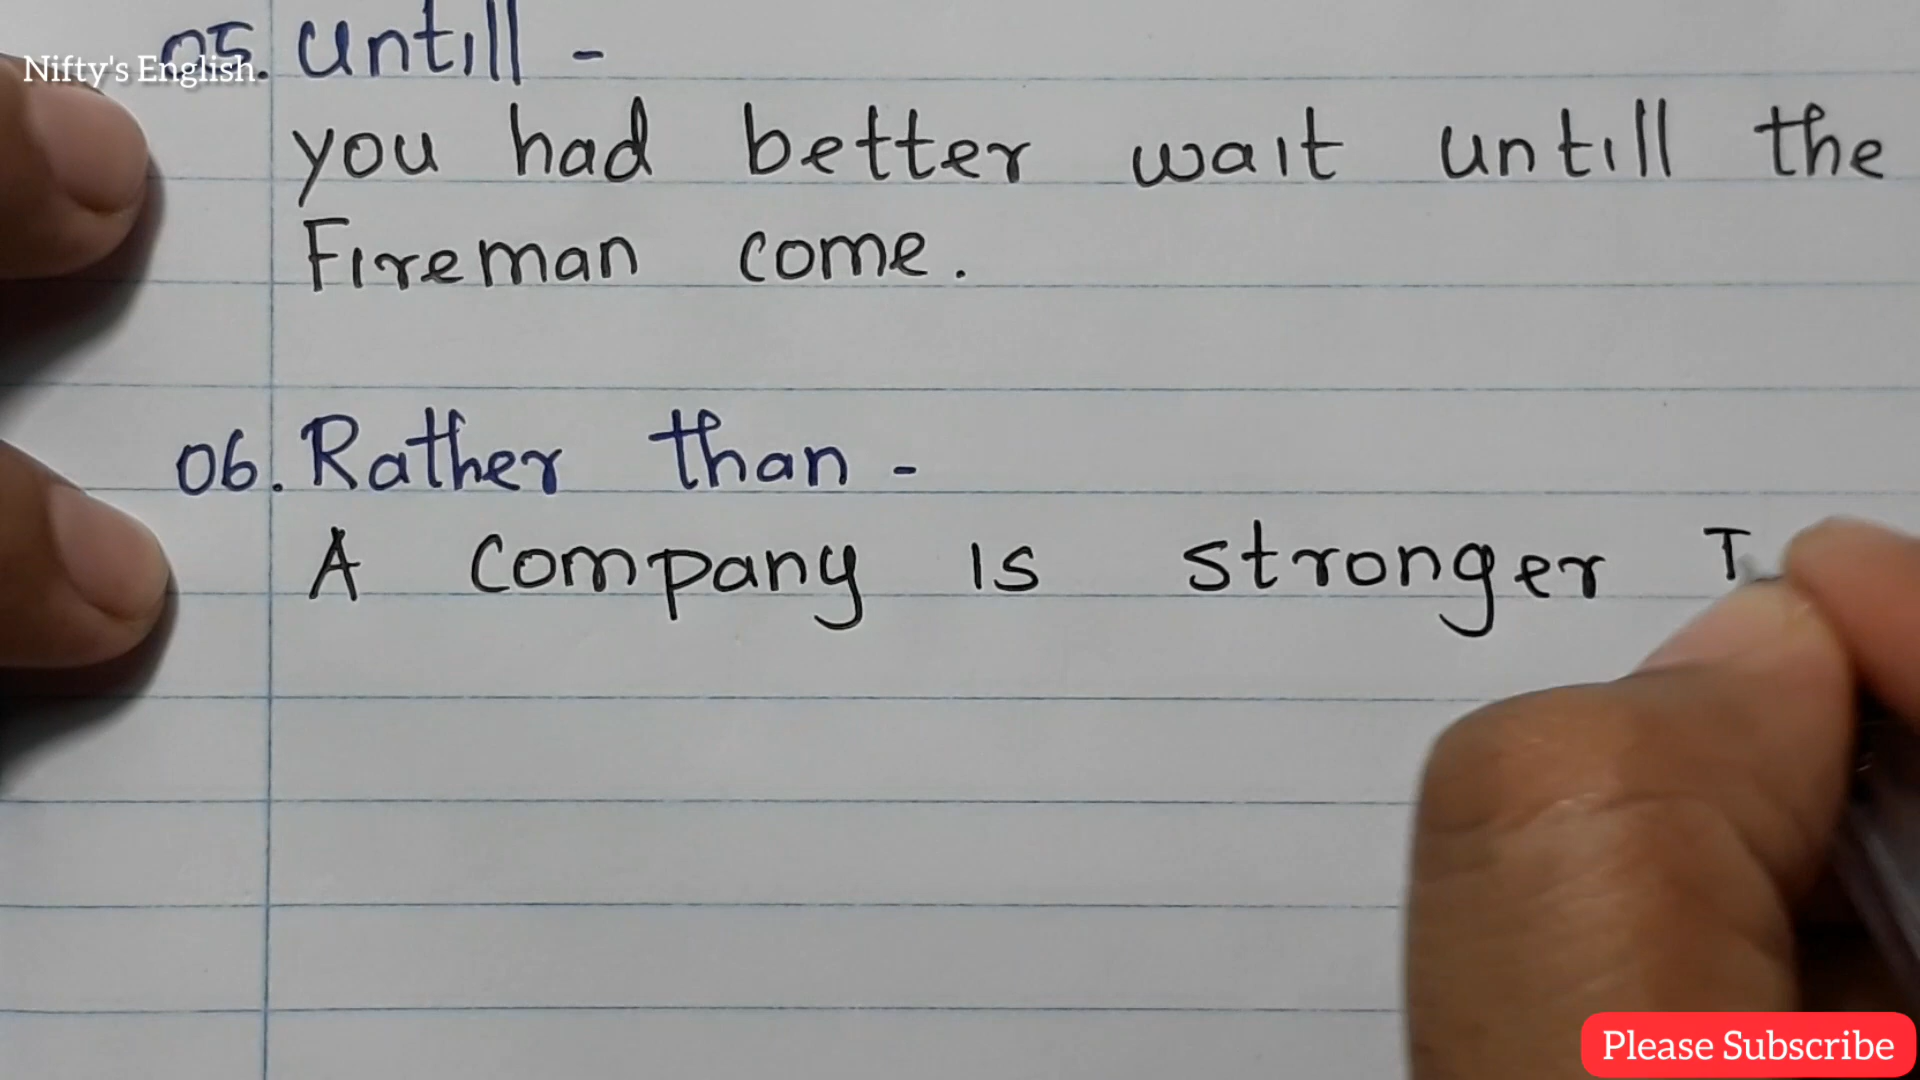 Nifty's English.
05. Untill -
you had better wait untill the
Fireman come.
06. Rather than -
A company is stronger
Please Subscribe